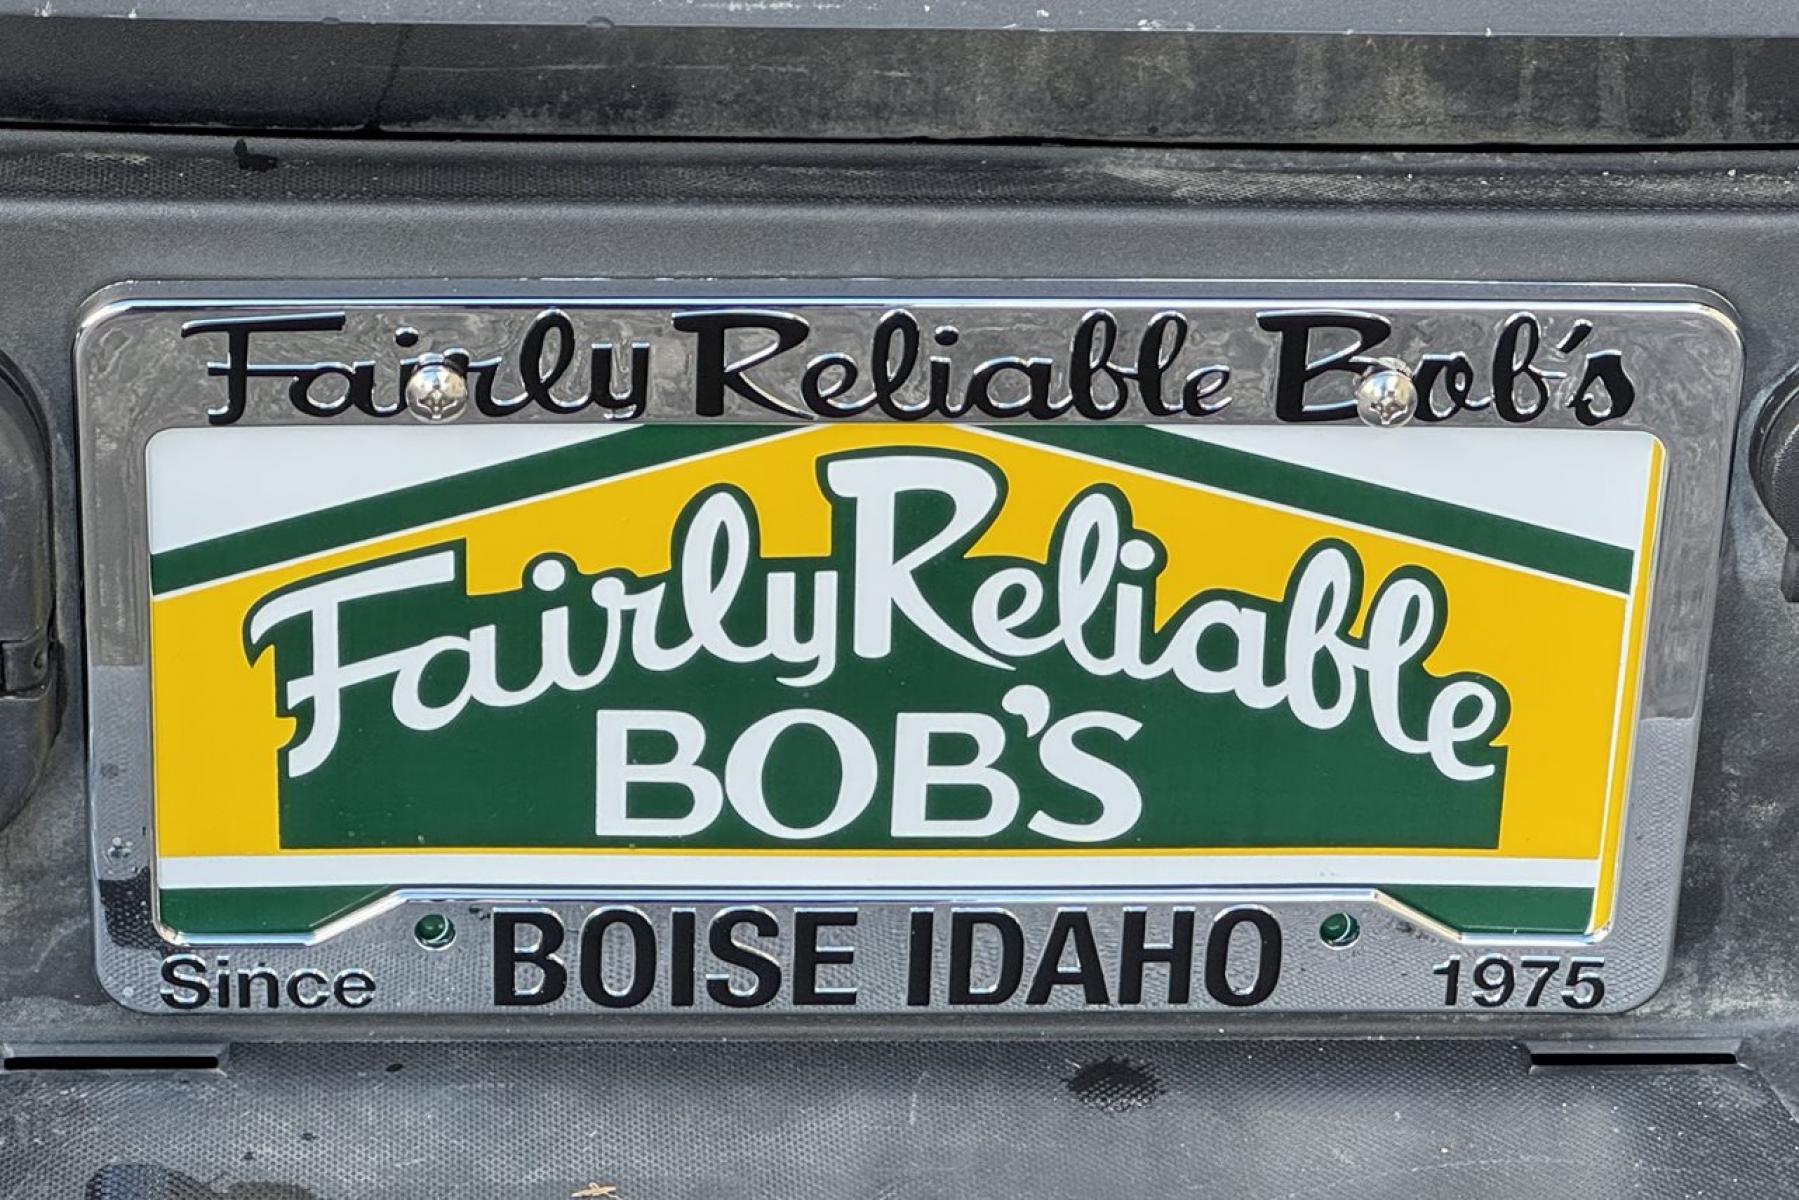 Fairly Reliable Bob's
Fairly Reliable
BOB'S
BOISE IDAHO
Since 1975